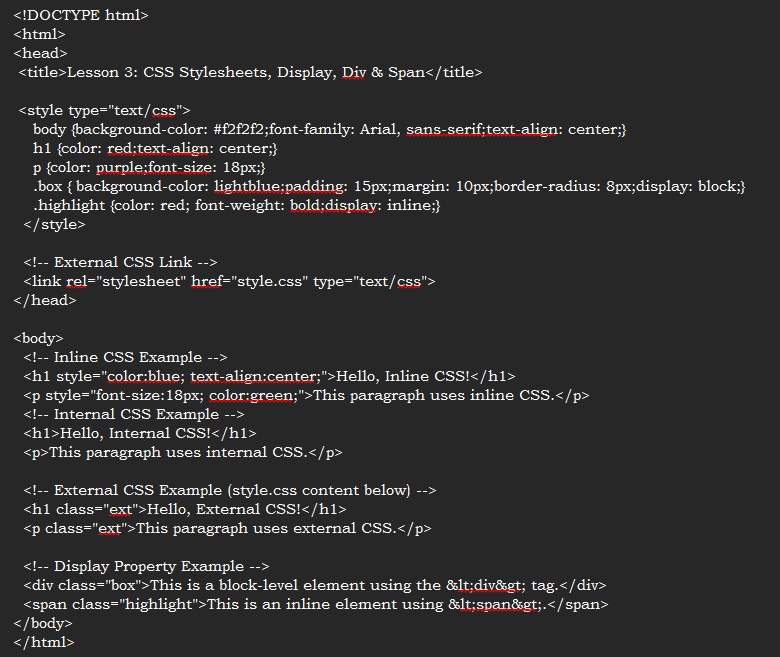 <!DOCTYPE html>
<html>
<head>
<title>Lesson 3: CSS Stylesheets, Display, Div & Span</title>
<style type="text/css">
body {background-color: #f2f2f2;font-family: Arial, sans-serif;text-align: center;}
h1 {color: red;text-align: center;}
p {color: purple;font-size: 18px;}
.box { background-color: lightblue;padding: 15px;margin: 10px;border-radius: 8px;display: block;}
.highlight {color: red; font-weight: bold;display: inline;}
</style>
<!-- External CSS Link -->
<link rel="stylesheet" href="style.css" type="text/css">
</head>
<body>
<!-- Inline CSS Example -->
<h1 style="color:blue; text-align:center;">Hello, Inline CSS!</h1>
<p style="font-size:18px; color:green;">This paragraph uses inline CSS.</p>
<!-- Internal CSS Example -->
<h1>Hello, Internal CSS!</h1>
<p>This paragraph uses internal CSS.</p>
<!-- External CSS Example (style.css content below) -->
<h1 class="ext">Hello, External CSS!</h1>
<p class="ext">This paragraph uses external CSS.</p>
<!-- Display Property Example -->
<div class="box">This is a block-level element using the &lt;div&gt; tag.</div>
<span class="highlight">This is an inline element using &lt;span&gt;.</span>
</body>
</html>